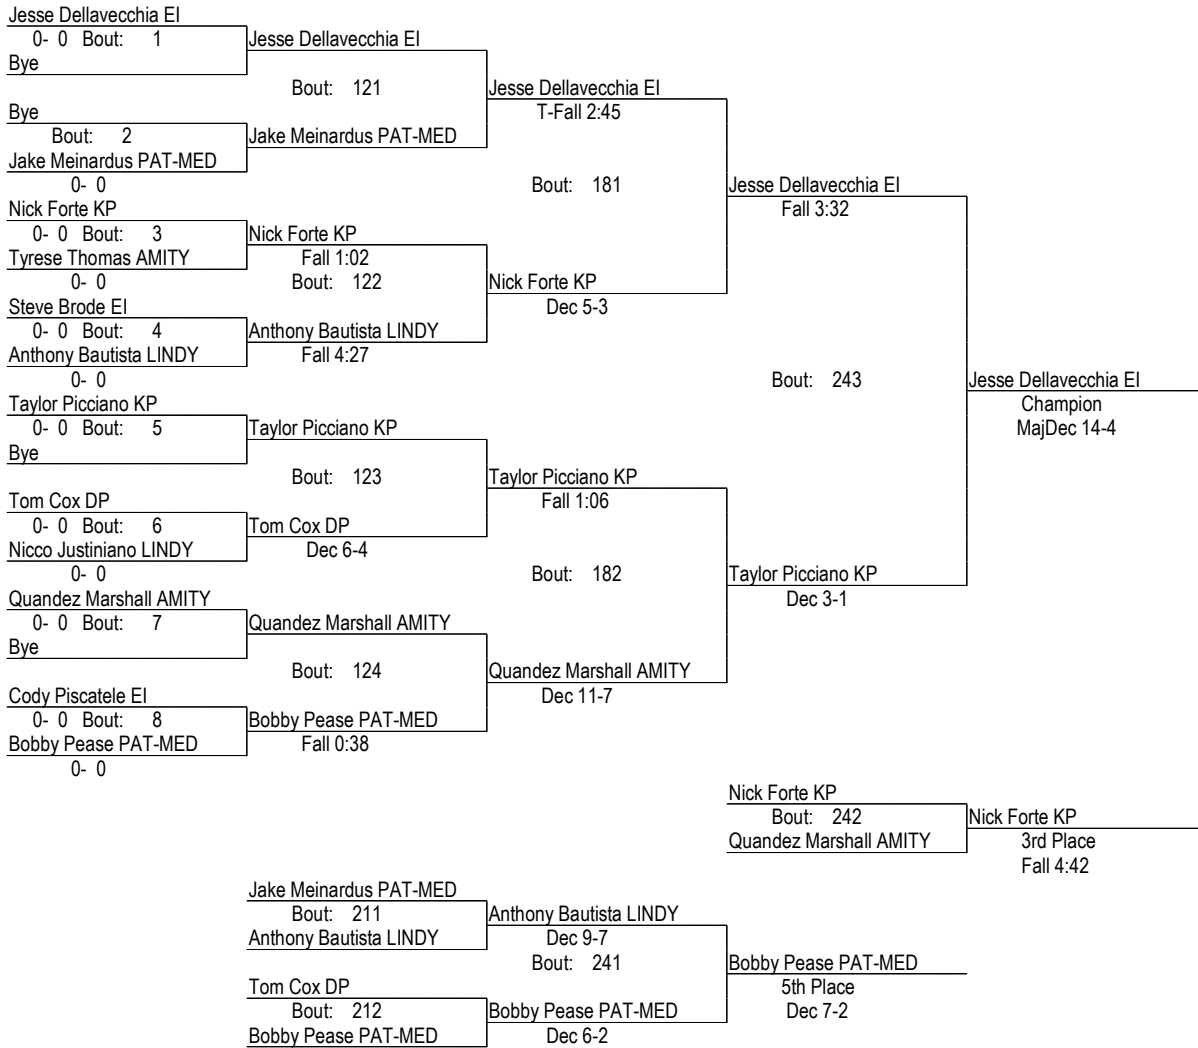 Jesse Dellavecchia EI
0- 0 Bout: 1
Bye
Jesse Dellavecchia EI
Bout: 121
Bye
Bout: 2
Jake Meinardus PAT-MED
0- 0
Jake Meinardus PAT-MED
Jesse Dellavecchia EI
T-Fall 2:45
Bout: 181
Nick Forte KP
0- 0 Bout: 3
Tyrese Thomas AMITY
0- 0
Nick Forte KP
Fall 1:02
Bout: 122
Steve Brode EI
0- 0 Bout: 4
Anthony Bautista LINDY
0- 0
Anthony Bautista LINDY
Fall 4:27
Nick Forte KP
Dec 5-3
Jesse Dellavecchia EI
Fall 3:32
Bout: 243
Jesse Dellavecchia EI
Champion
MajDec 14-4
Taylor Picciano KP
0- 0 Bout: 5
Bye
Taylor Picciano KP
Bout: 123
Tom Cox DP
0- 0 Bout: 6
Nicco Justiniano LINDY
0- 0
Tom Cox DP
Dec 6-4
Taylor Picciano KP
Fall 1:06
Bout: 182
Quandez Marshall AMITY
0- 0 Bout: 7
Bye
Quandez Marshall AMITY
Bout: 124
Cody Piscatele EI
0- 0 Bout: 8
Bobby Pease PAT-MED
0- 0
Bobby Pease PAT-MED
Fall 0:38
Quandez Marshall AMITY
Dec 11-7
Taylor Picciano KP
Dec 3-1
Nick Forte KP
Bout: 242
Quandez Marshall AMITY
Nick Forte KP
3rd Place
Fall 4:42
Jake Meinardus PAT-MED
Bout: 211
Anthony Bautista LINDY
Anthony Bautista LINDY
Dec 9-7
Bout: 241
Tom Cox DP
Bout: 212
Bobby Pease PAT-MED
Bobby Pease PAT-MED
Dec 6-2
Bobby Pease PAT-MED
5th Place
Dec 7-2